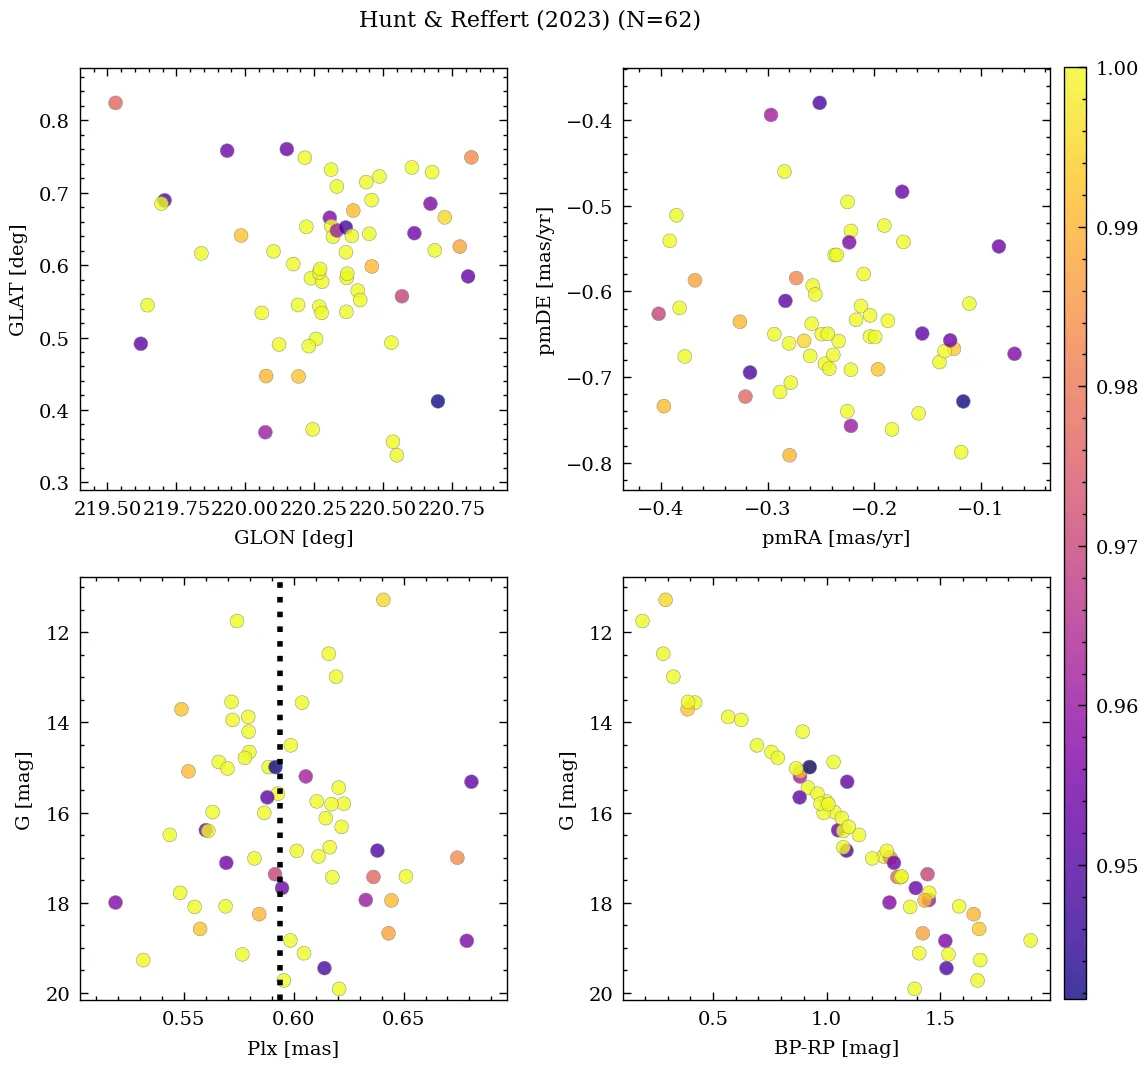 Hunt & Reffert (2023) (N=62)
0.8
0.7
0.6
0.5
0.4
0.3
GLAT [deg]
219.50 219.75 220.00 220.25 220.50 220.75
GLON [deg]
−0.4
−0.5
−0.6
−0.7
−0.8
pmDE [mas/yr]
−0.4 −0.3 −0.2 −0.1
pmRA [mas/yr]
12
14
16
18
20
G [mag]
0.55 0.60 0.65
Plx [mas]
12
14
16
18
20
G [mag]
0.5 1.0 1.5
BP-RP [mag]
1.00
0.99
0.98
0.97
0.96
0.95